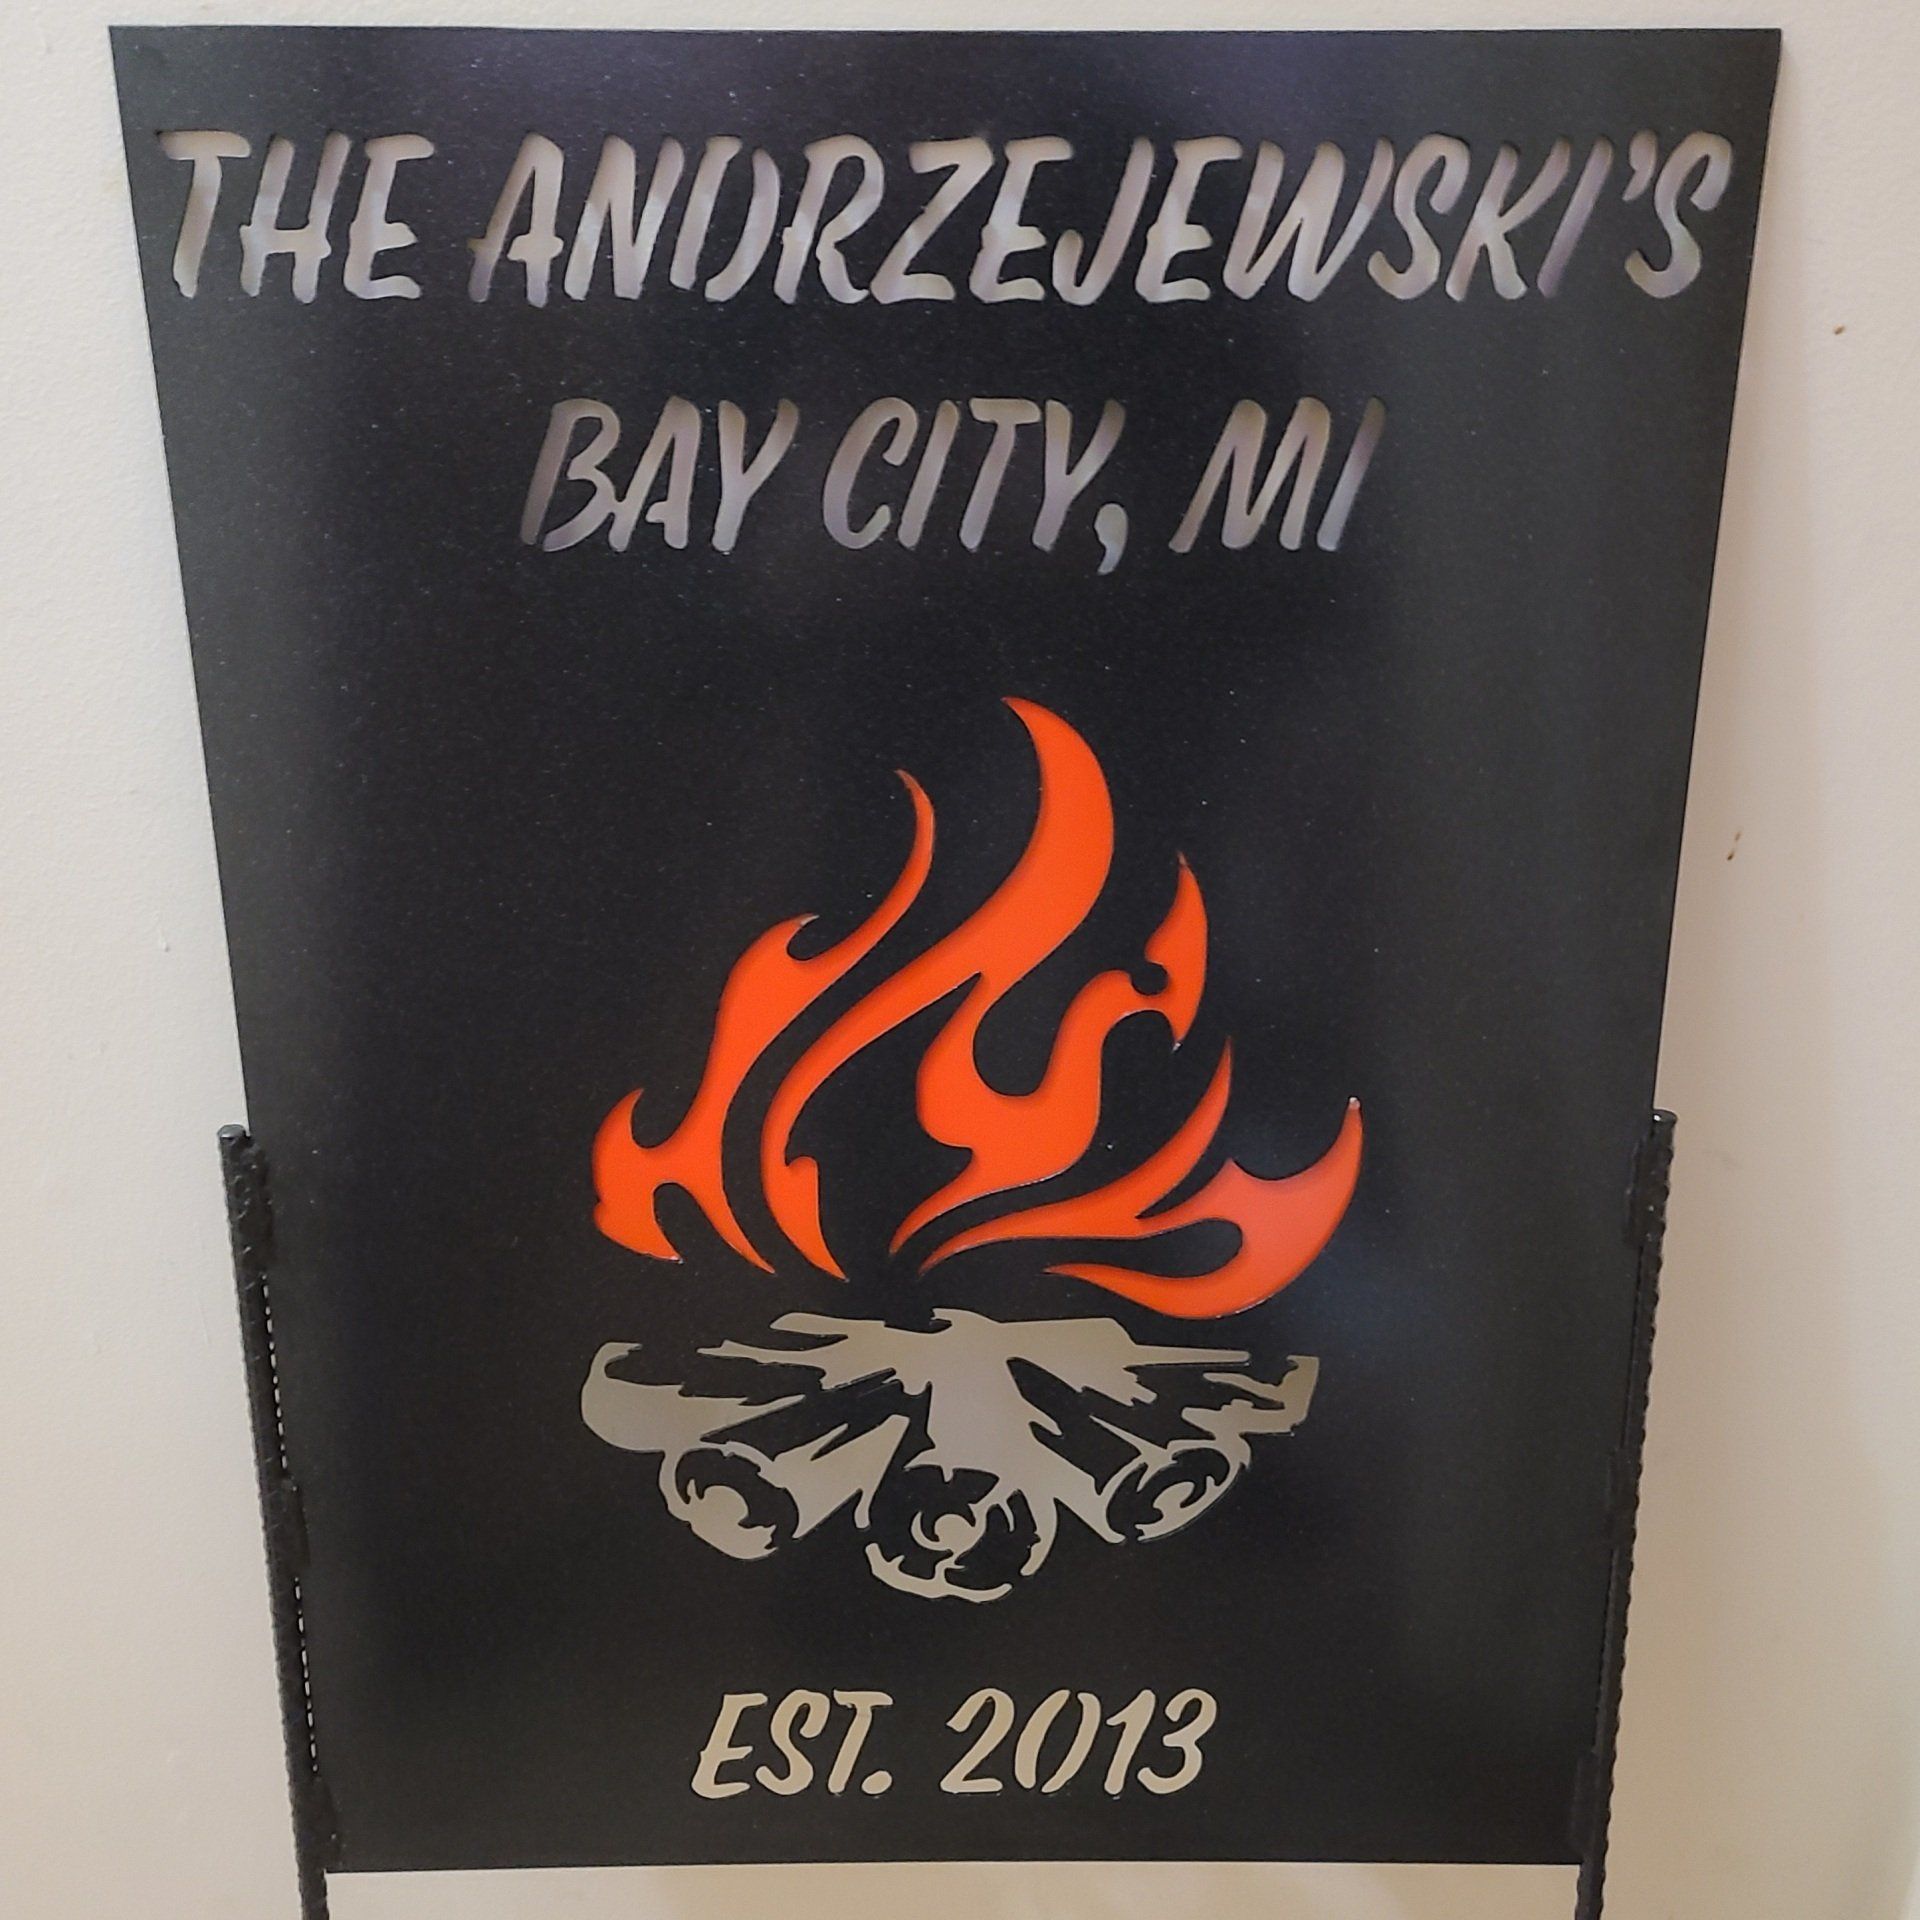 THE ANDRZEJEWSKI'S
BAY CITY, MI
EST. 2013